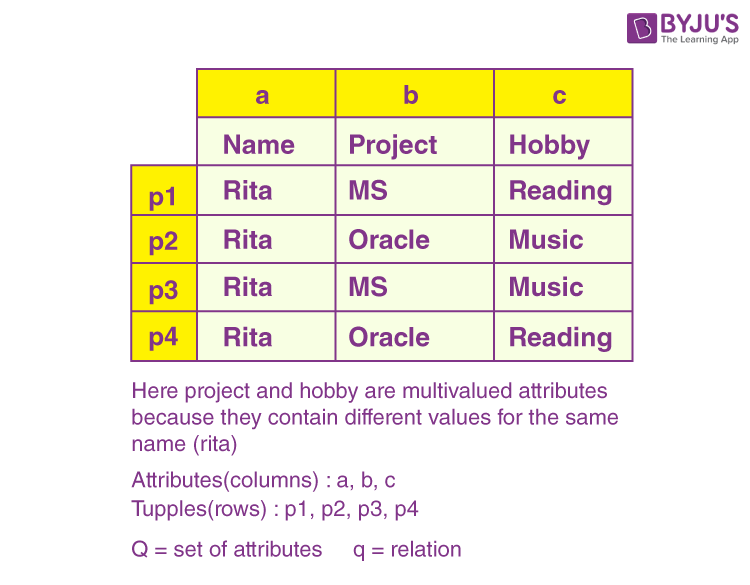 BYJU'S
The Learning App
a b c
Name Project Hobby
p1 Rita MS Reading
p2 Rita Oracle Music
p3 Rita MS Music
p4 Rita Oracle Reading
Here project and hobby are multivalued attributes
because they contain different values for the same
name (rita)
Attributes(columns) : a, b, c
Tupples(rows) : p1, p2, p3, p4
Q = set of attributes q = relation